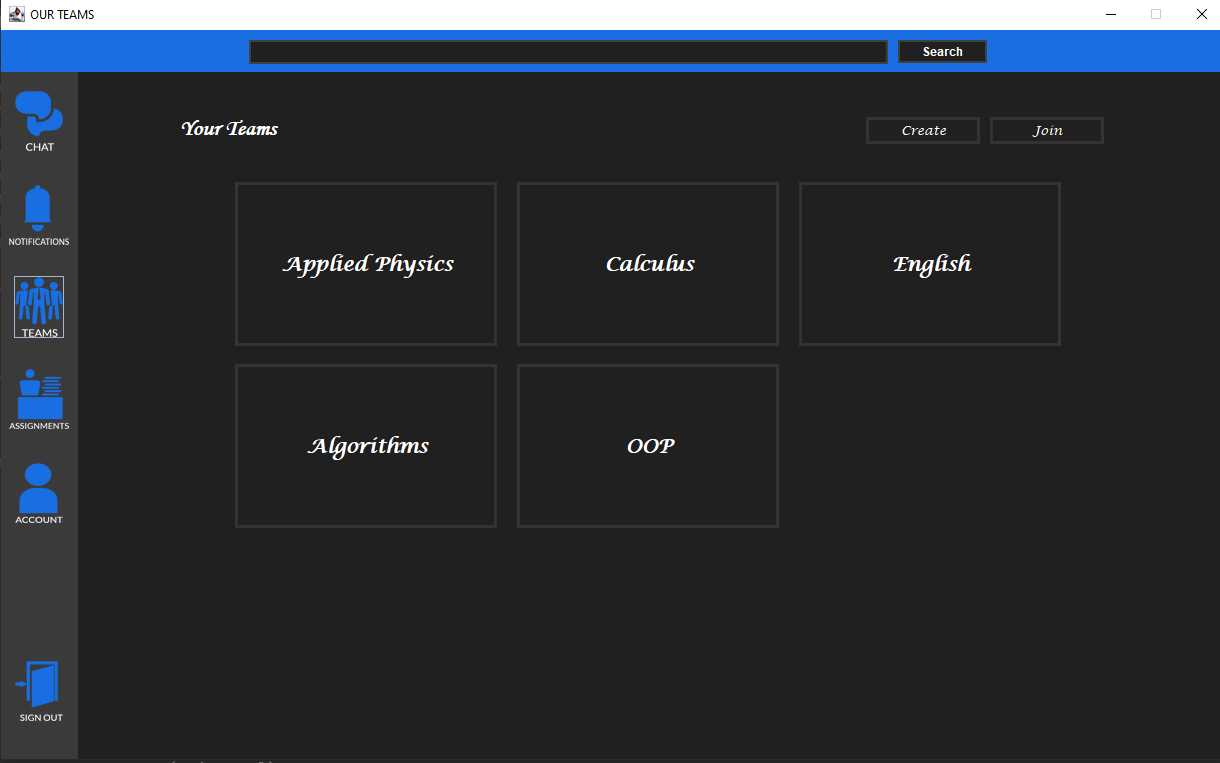 OUR TEAMS
Search
CHAT
NOTIFICATIONS
TEAMS
ASSIGNMENTS
ACCOUNT
SIGN OUT
Your Teams
Create
Join
Applied Physics
Calculus
English
Algorithms
OOP